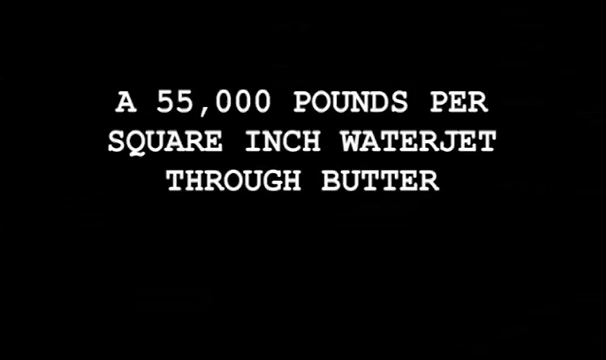 A 55,000 POUNDS PER
SQUARE INCH WATERJET
THROUGH BUTTER